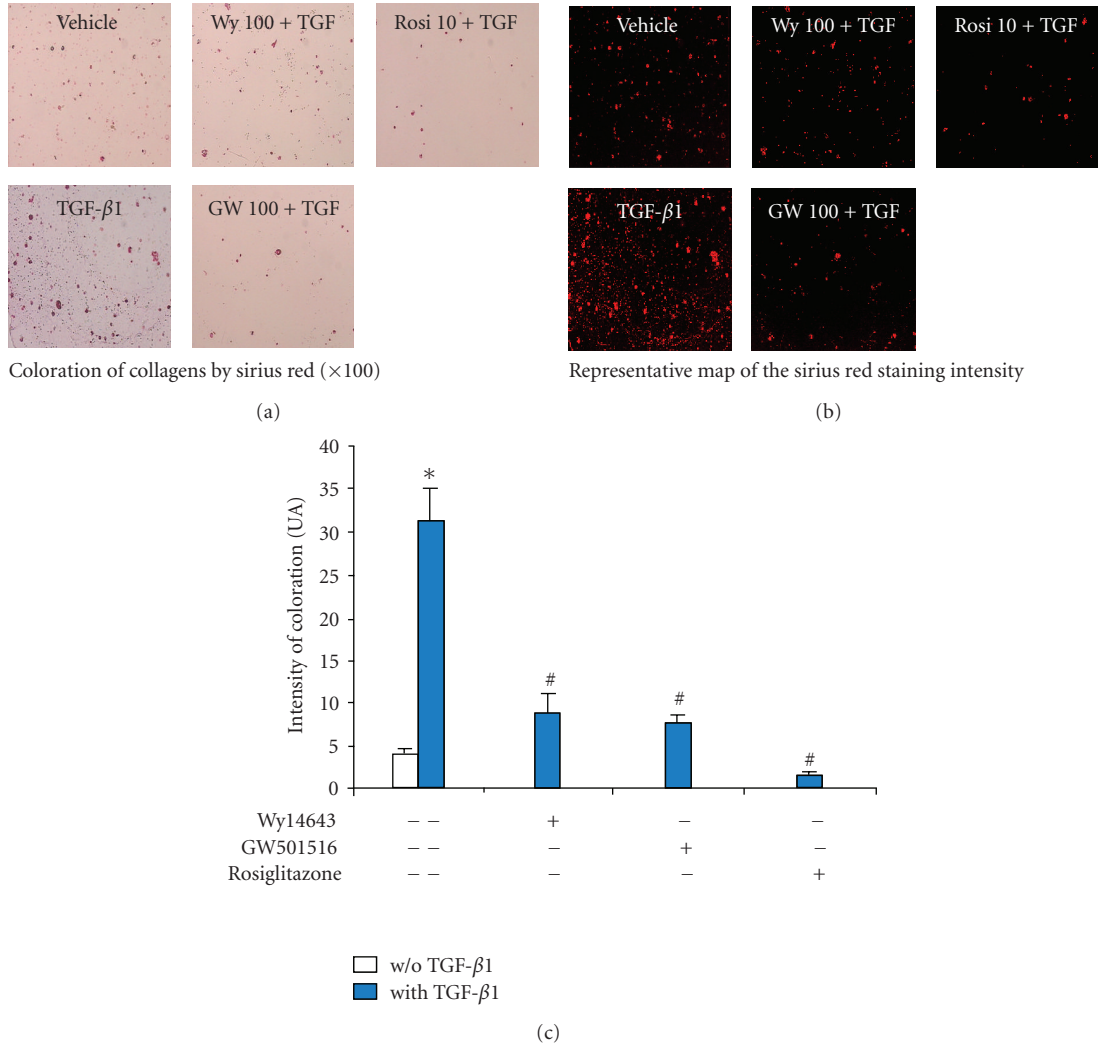 Vehicle
Wy 100 + TGF
Rosi 10 + TGF
TGF-β1
GW 100 + TGF
Coloration of collagens by sirius red (×100)
(a)
Vehicle
Wy 100 + TGF
Rosi 10 + TGF
TGF-β1
GW 100 + TGF
Representative map of the sirius red staining intensity
(b)
Intensity of coloration (UA)
40
35
30
25
20
15
10
5
0
*
#
#
#
Wy14643 − − + − −
GW501516 − − − + −
Rosiglitazone − − − − +
w/o TGF-β1
with TGF-β1
(c)